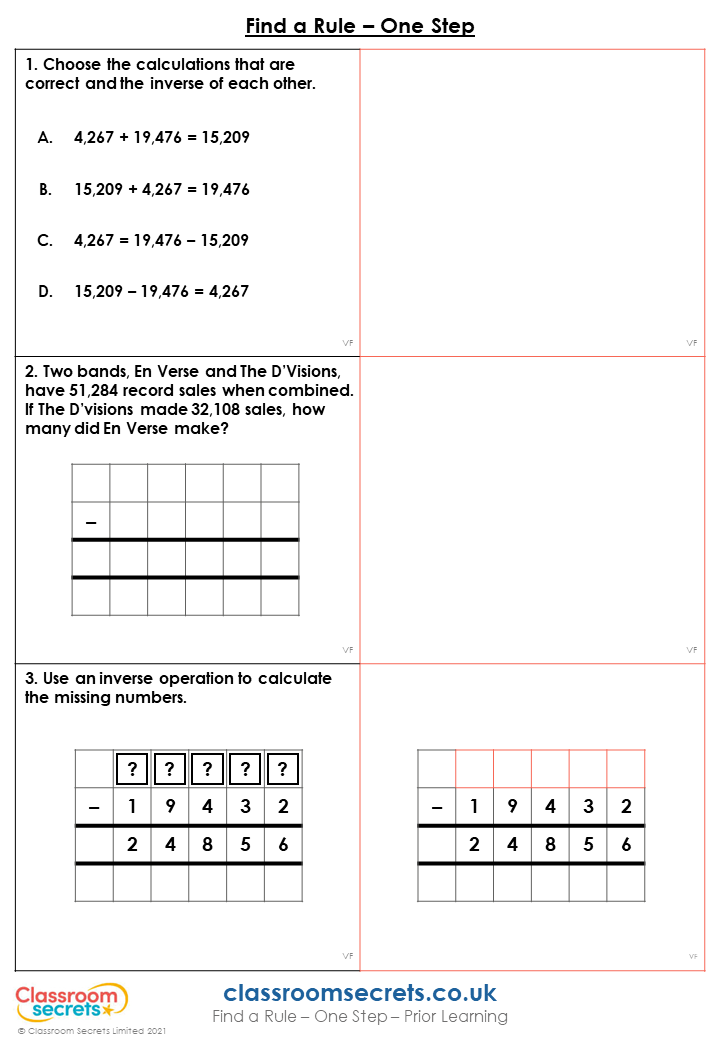 Find a Rule – One Step
1. Choose the calculations that are
correct and the inverse of each other.
A. 4,267 + 19,476 = 15,209
B. 15,209 + 4,267 = 19,476
C. 4,267 = 19,476 – 15,209
D. 15,209 – 19,476 = 4,267
VF
VF
2. Two bands, En Verse and The D’Visions,
have 51,284 record sales when combined.
If The D’visions made 32,108 sales, how
many did En Verse make?
–
VF
VF
3. Use an inverse operation to calculate
the missing numbers.
? ? ? ? ?
– 1 9 4 3 2
2 4 8 5 6
– 1 9 4 3 2
2 4 8 5 6
VF
VF
Classroom
secrets
© Classroom Secrets Limited 2021
classroomsecrets.co.uk
Find a Rule – One Step – Prior Learning